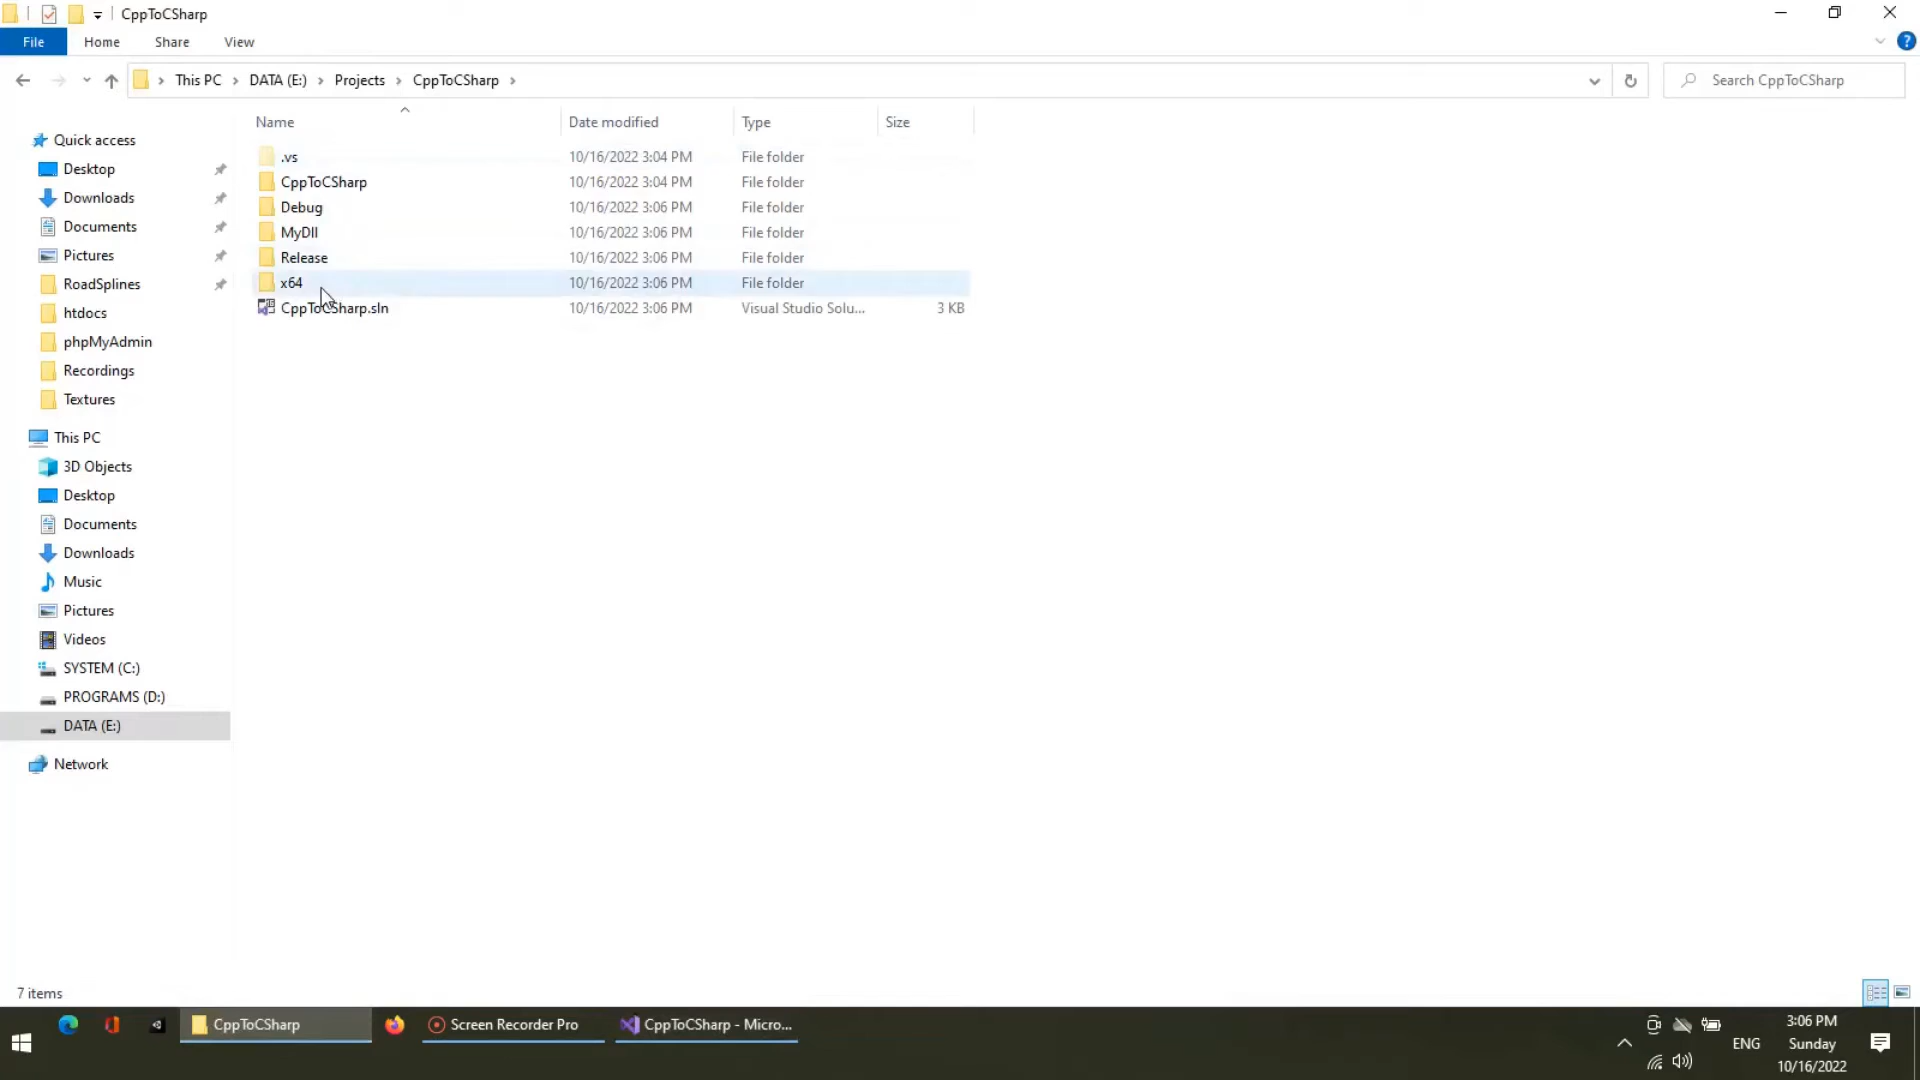 CppToCSharp
File Home Share View
This PC DATA (E:) Projects CppToCSharp
Search CppToCSharp
Name Date modified Type Size
.vs 10/16/2022 3:04 PM File folder
CppToCSharp 10/16/2022 3:04 PM File folder
Debug 10/16/2022 3:06 PM File folder
MyDll 10/16/2022 3:06 PM File folder
Release 10/16/2022 3:06 PM File folder
x64 10/16/2022 3:06 PM File folder
CppToCSharp.sln 10/16/2022 3:06 PM Visual Studio Solu... 3 KB
Quick access
Desktop
Downloads
Documents
Pictures
RoadSplines
htdocs
phpMyAdmin
Recordings
Textures
This PC
3D Objects
Desktop
Documents
Downloads
Music
Pictures
Videos
SYSTEM (C:)
PROGRAMS (D:)
DATA (E:)
Network
7 items
CppToCSharp
Screen Recorder Pro
CppToCSharp - Micro...
ENG
3:06 PM
Sunday
10/16/2022